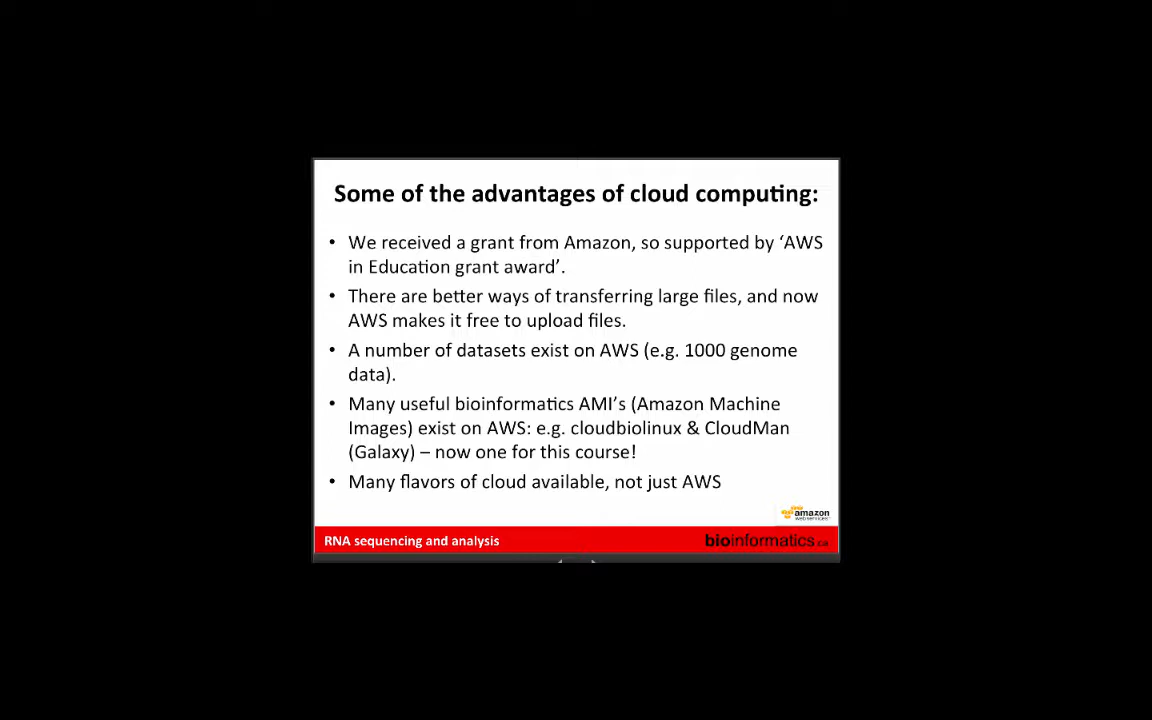 Some of the advantages of cloud computing:
• We received a grant from Amazon, so supported by ‘AWS
in Education grant award’.
• There are better ways of transferring large files, and now
AWS makes it free to upload files.
• A number of datasets exist on AWS (e.g. 1000 genome
data).
• Many useful bioinformatics AMI’s (Amazon Machine
Images) exist on AWS: e.g. cloudbiolinux & CloudMan
(Galaxy) – now one for this course!
• Many flavors of cloud available, not just AWS
amazon
web services
RNA sequencing and analysis
bioinformatics.ca